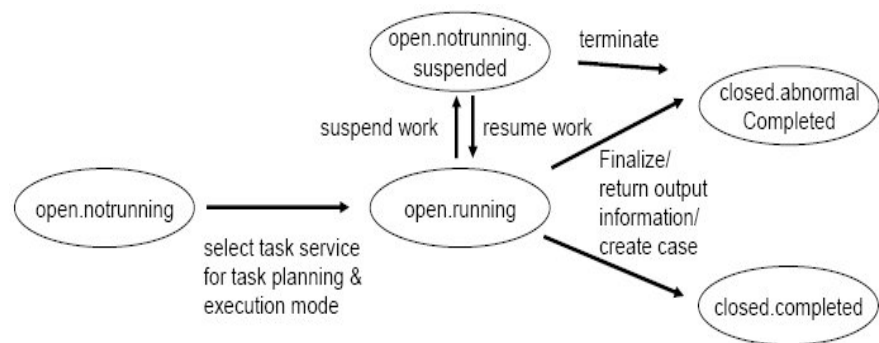 open.notrunning.
suspended
terminate
closed.abnormal
Completed
suspend work
resume work
Finalize/
return output
information/
create case
open.notrunning
open.running
select task service
for task planning &
execution mode
closed.completed